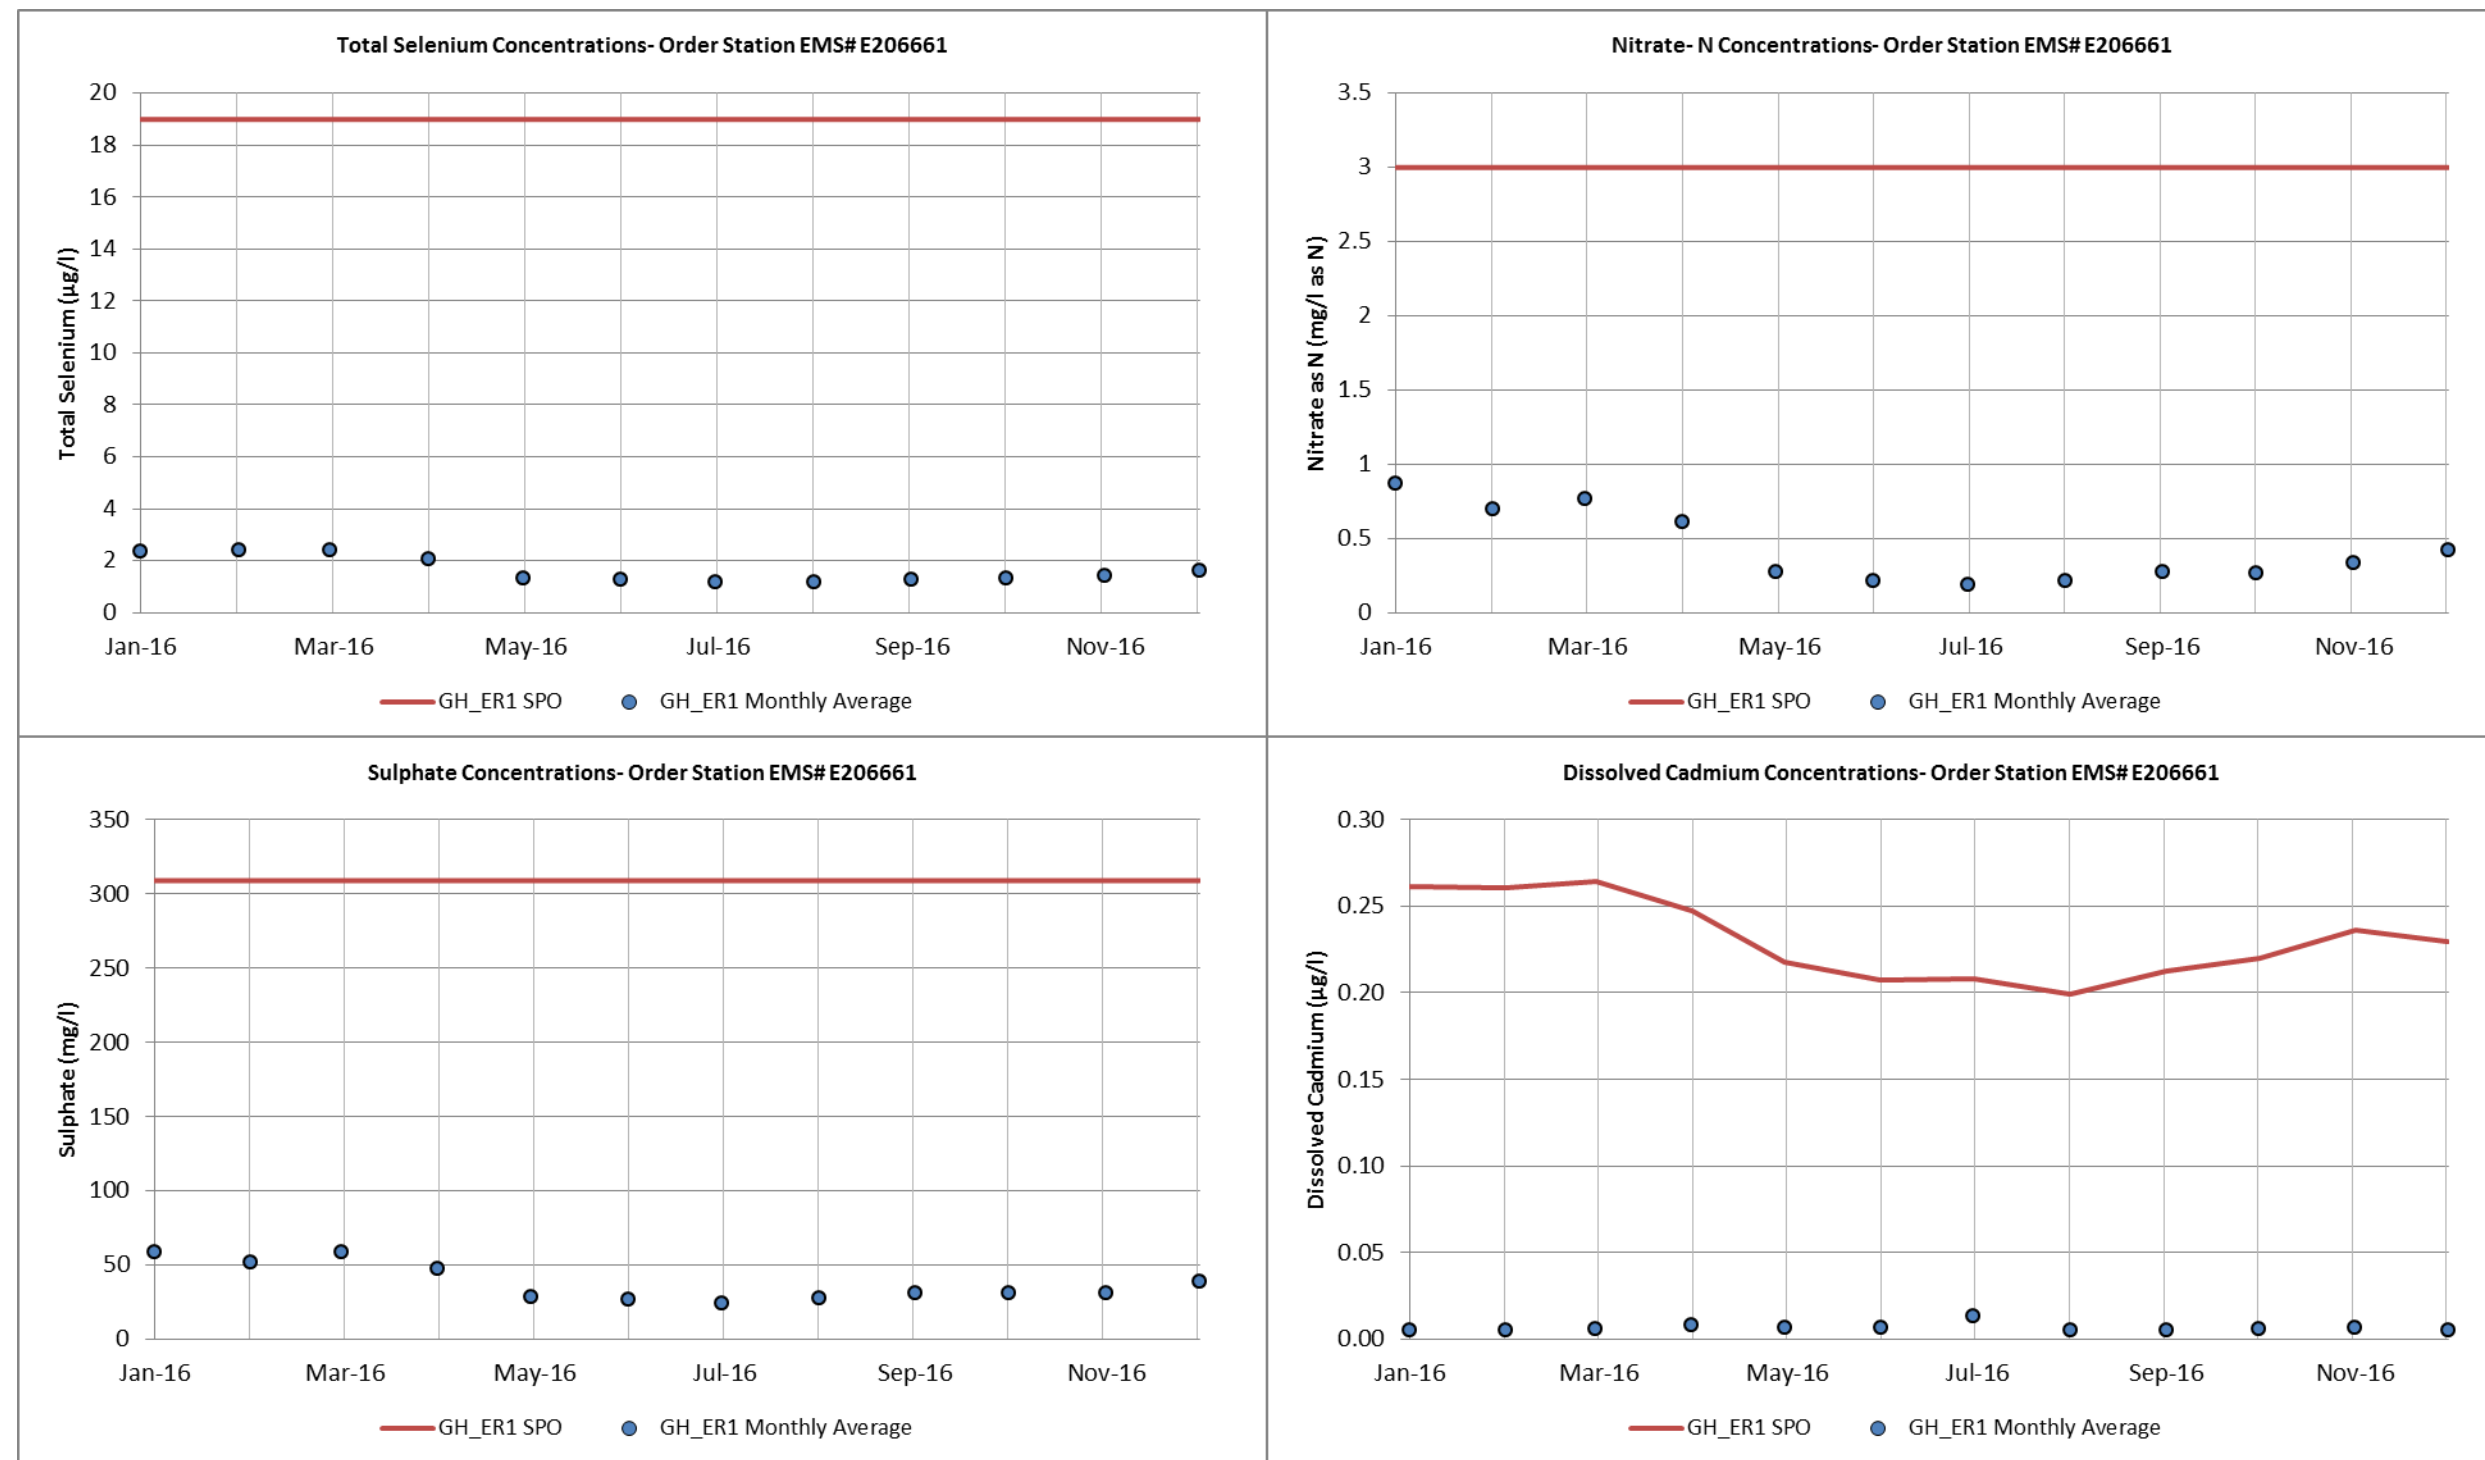 Total Selenium Concentrations- Order Station EMS# E206661
Total Selenium (µg/l)
20
18
16
14
12
10
8
6
4
2
0
Jan-16 Mar-16 May-16 Jul-16 Sep-16 Nov-16
GH_ER1 SPO GH_ER1 Monthly Average
Nitrate- N Concentrations- Order Station EMS# E206661
Nitrate as N (mg/l as N)
3.5
3
2.5
2
1.5
1
0.5
0
Jan-16 Mar-16 May-16 Jul-16 Sep-16 Nov-16
GH_ER1 SPO GH_ER1 Monthly Average
Sulphate Concentrations- Order Station EMS# E206661
Sulphate (mg/l)
350
300
250
200
150
100
50
0
Jan-16 Mar-16 May-16 Jul-16 Sep-16 Nov-16
GH_ER1 SPO GH_ER1 Monthly Average
Dissolved Cadmium Concentrations- Order Station EMS# E206661
Dissolved Cadmium (µg/l)
0.30
0.25
0.20
0.15
0.10
0.05
0.00
Jan-16 Mar-16 May-16 Jul-16 Sep-16 Nov-16
GH_ER1 SPO GH_ER1 Monthly Average